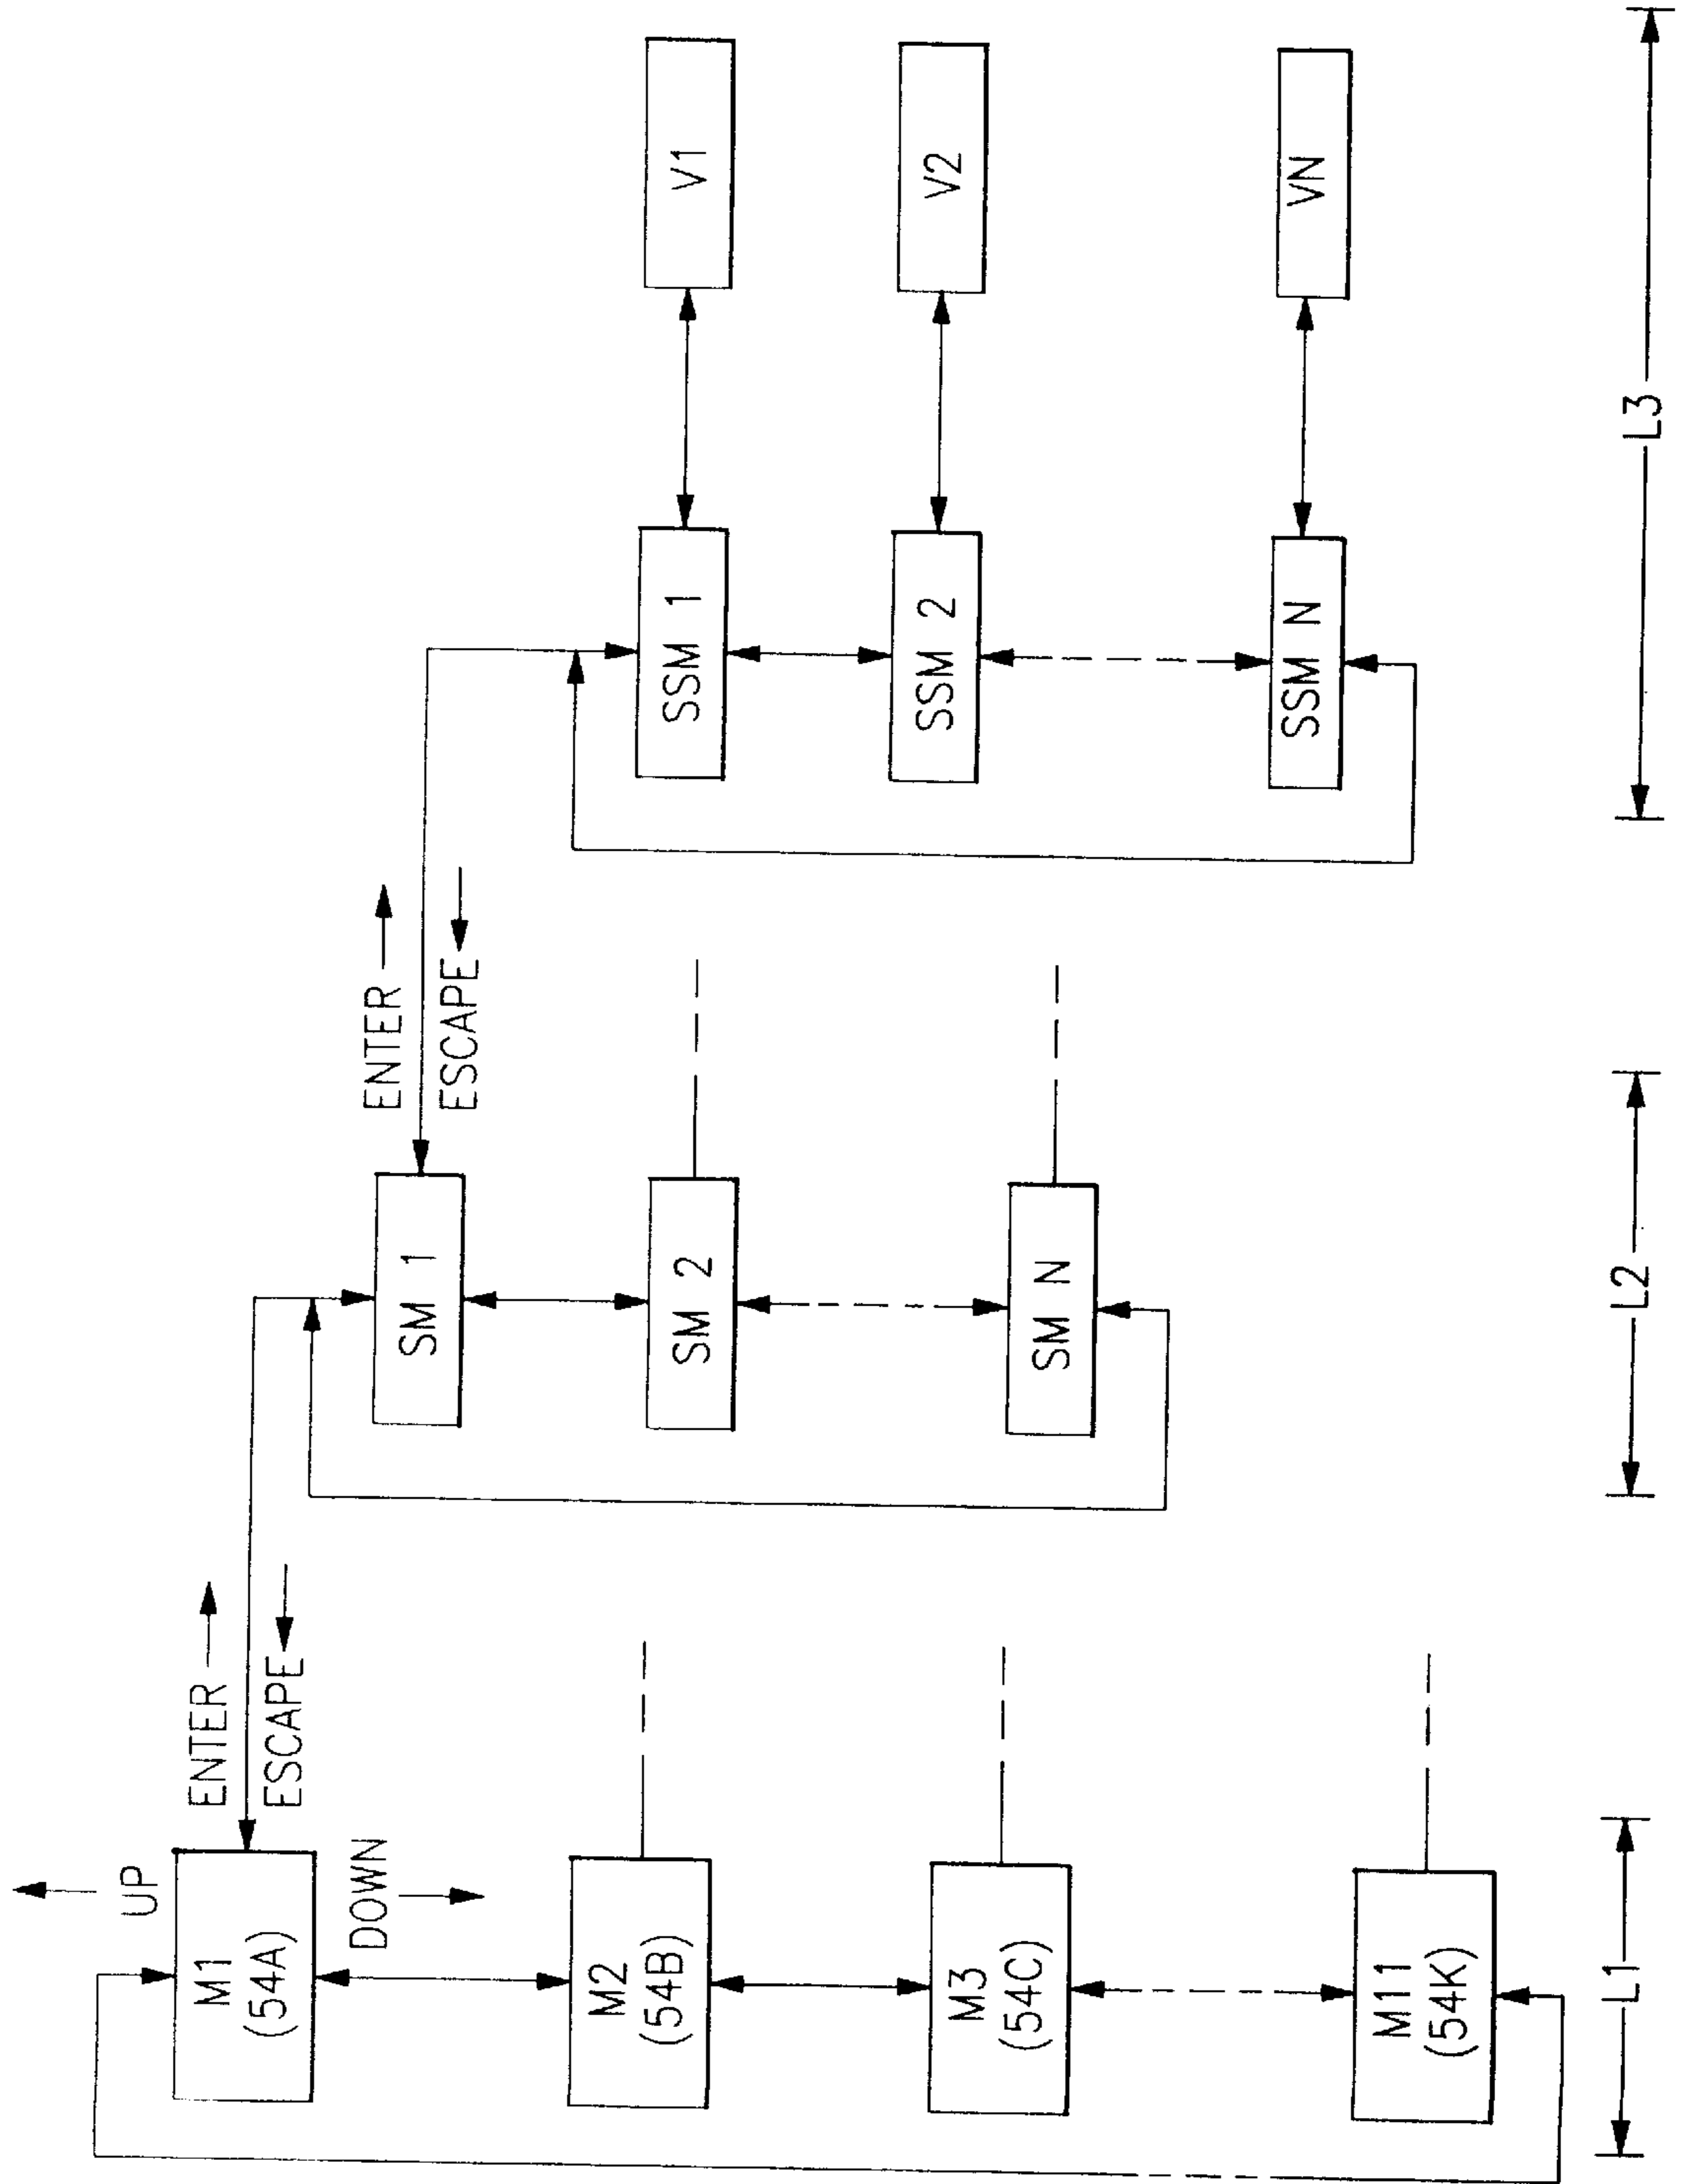 UP
M1
(54A)
DOWN
ENTER
ESCAPE
M2
(54B)
M3
(54C)
M11
(54K)
L1
SM 1
ENTER
ESCAPE
SM 2
SM N
L2
SSM 1
V1
SSM 2
V2
SSM N
VN
L3